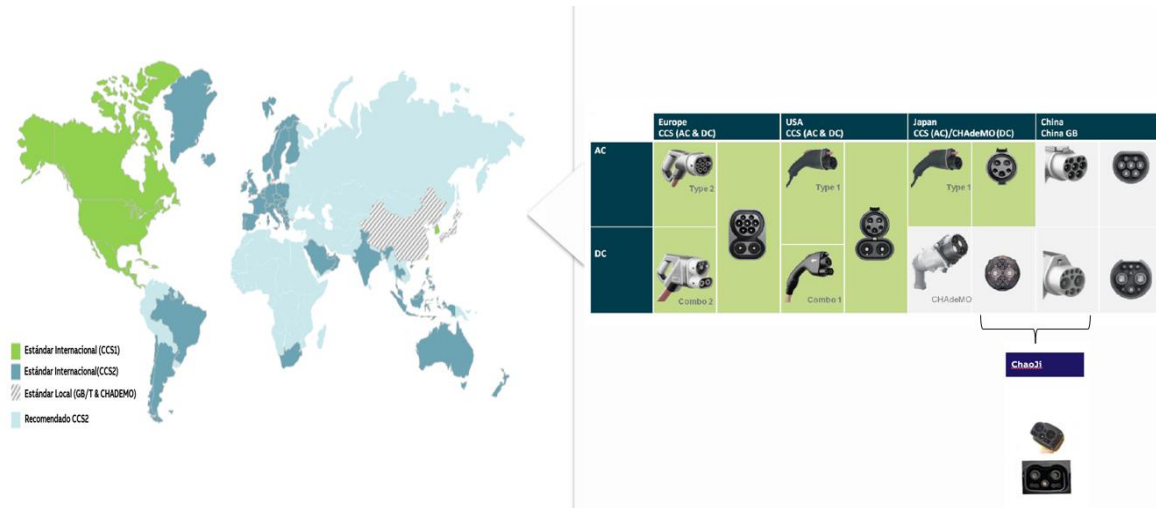 Estándar Internacional (CCS1)
Estándar Internacional(CCS2)
Estándar Local (GB/T & CHADEMO)
Recomendado CCS2
Europe
CCS (AC & DC)
USA
CCS (AC & DC)
Japan
CCS (AC)/CHAdeMO(DC)
China
China GB
AC
Type 2
Type 1
Type 1
DC
Combo 2
Combo 1
CHAdeMO
ChaoJi